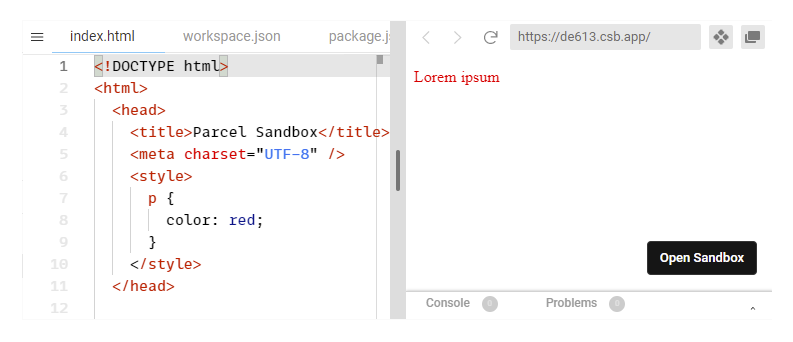 index.html workspace.json package.js
https://de613.csb.app/
1 <!DOCTYPE html>
2 <html>
3 <head>
4 <title>Parcel Sandbox</title>
5 <meta charset="UTF-8" />
6 <style>
7 p {
8 color: red;
9 }
10 </style>
11 </head>
12
Lorem ipsum
Open Sandbox
Console 0 Problems 0